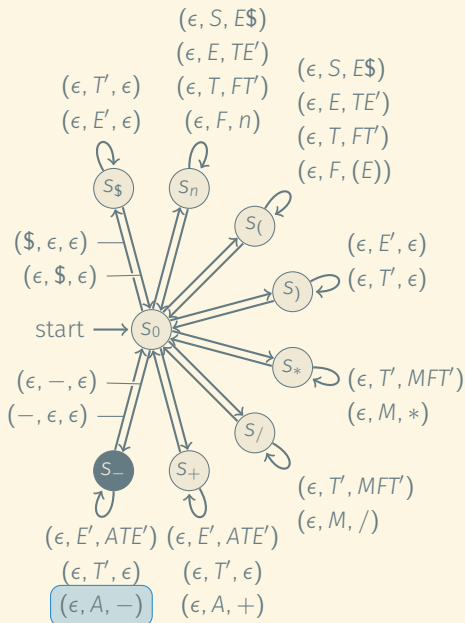 (ϵ, S, E$)
(ϵ, E, TE′)
(ϵ, T, FT′)
(ϵ, F, n)
(ϵ, T′, ϵ)
(ϵ, E′, ϵ)
(ϵ, S, E$)
(ϵ, E, TE′)
(ϵ, T, FT′)
(ϵ, F, (E))
s$
sn
s(
($, ϵ, ϵ)
(ϵ, $, ϵ)
(ϵ, E′, ϵ)
(ϵ, T′, ϵ)
s)
start
s0
s*
(ϵ, T′, MFT′)
(ϵ, M, *)
(ϵ, −, ϵ)
(−, ϵ, ϵ)
s/
(ϵ, T′, MFT′)
(ϵ, M, /)
s−
s+
(ϵ, E′, ATE′) (ϵ, E′, ATE′)
(ϵ, T′, ϵ) (ϵ, T′, ϵ)
(ϵ, A, −) (ϵ, A, +)